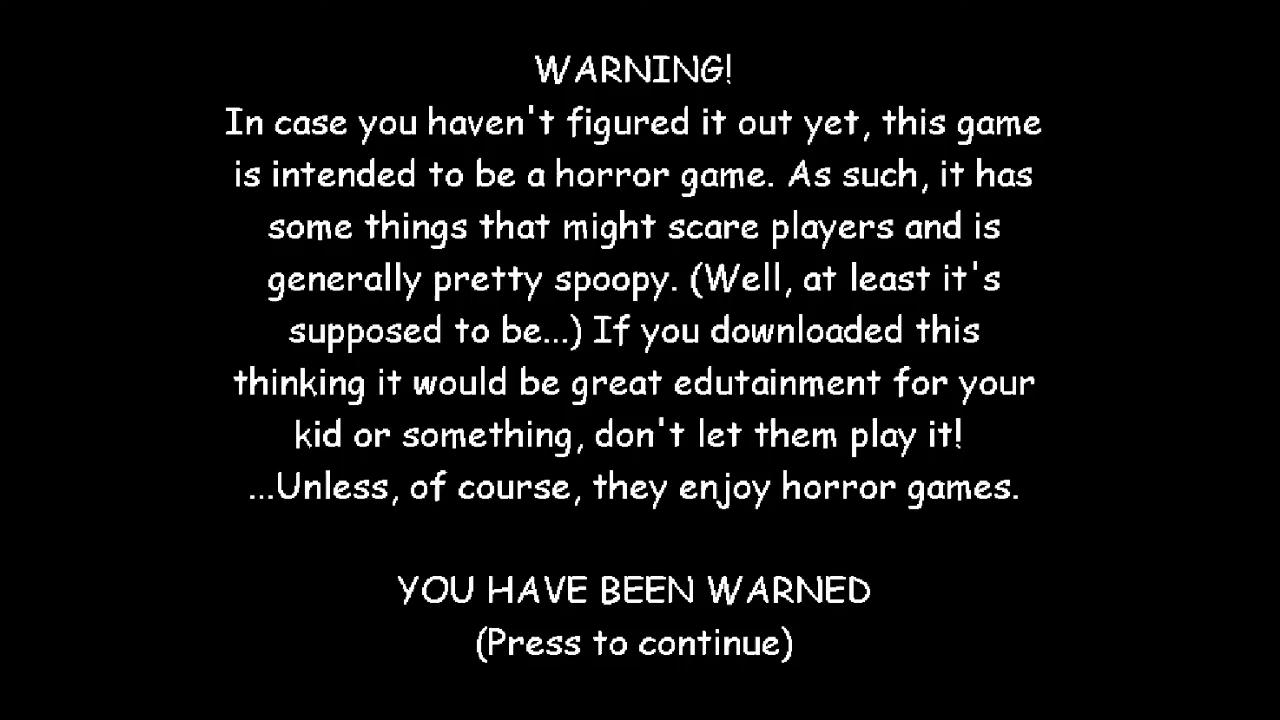 WARNING!
In case you haven't figured it out yet, this game
is intended to be a horror game. As such, it has
some things that might scare players and is
generally pretty spoopy. (Well, at least it's
supposed to be...) If you downloaded this
thinking it would be great edutainment for your
kid or something, don't let them play it!
...Unless, of course, they enjoy horror games.
YOU HAVE BEEN WARNED
(Press to continue)